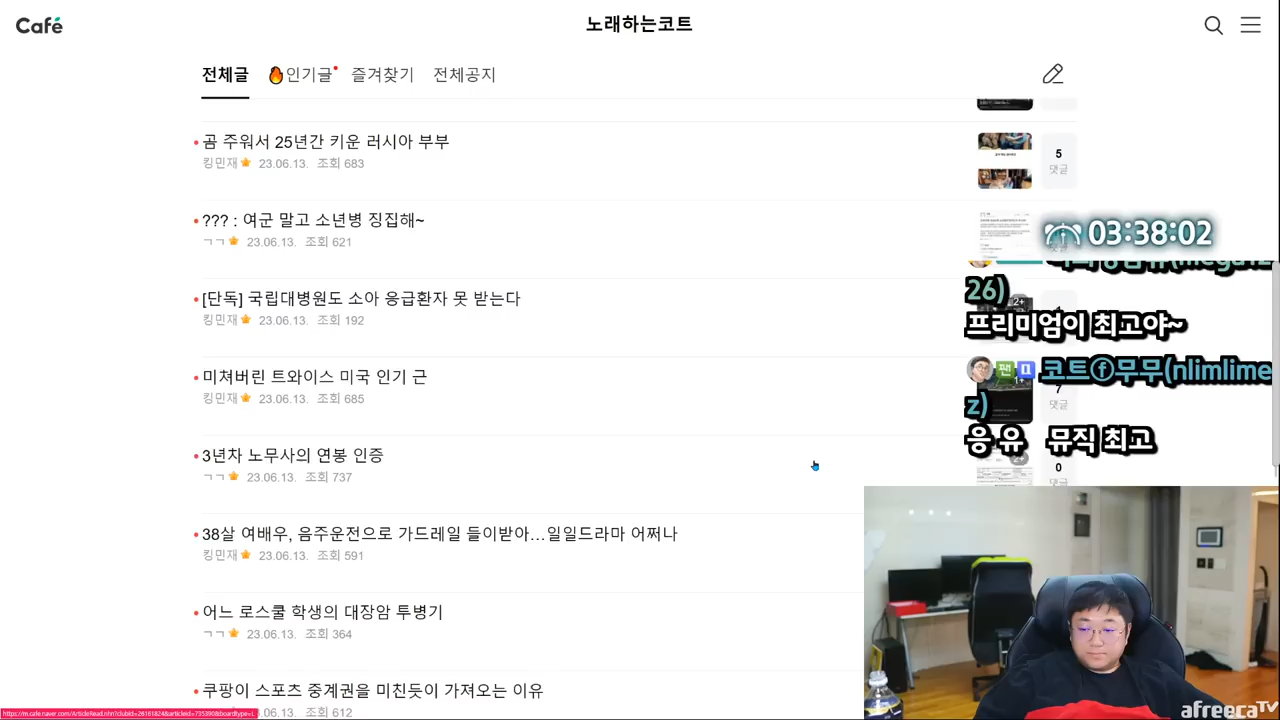 Café
노래하는코트
전체글
🔥인기글
즐겨찾기
전체공지
곰 주워서 25년간 키운 러시아 부부
킹민재 23.06.13. 조회 683
5
댓글
??? : 여군 말고 소년병 징집해~
ㄱㄱ 23.06.13. 조회 621
03:38:02
[단독] 국립대병원도 소아 응급환자 못 받는다
킹민재 23.06.13. 조회 192
2+
26)
프리미엄이 최고야~
미쳐버린 트와이스 미국 인기 근
킹민재 23.06.13.
팬
코트ⓕ무무(nlimlime
1+
7
댓글
z)
응 유 뮤직 최고
3년차 노무사의 연봉 인증
ㄱㄱ 23.06.13. 조회 737
2+
0
댓글
38살 여배우, 음주운전으로 가드레일 들이받아…일일드라마 어쩌나
킹민재 23.06.13. 조회 591
어느 로스쿨 학생의 대장암 투병기
ㄱㄱ 23.06.13. 조회 364
쿠팡이 스포츠 중계권을 미친듯이 가져오는 이유
.06.13. 조회 612
afreecaTV